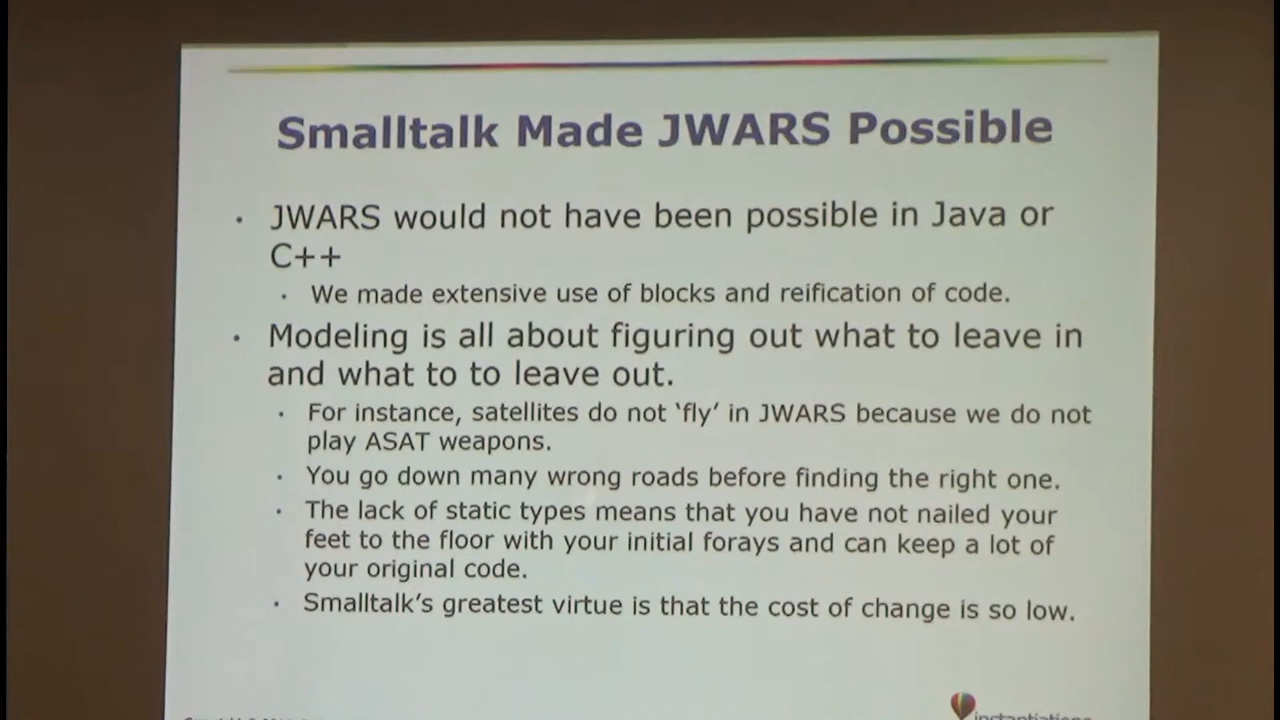 Smalltalk Made JWARS Possible
• JWARS would not have been possible in Java or
C++
• We made extensive use of blocks and reification of code.
• Modeling is all about figuring out what to leave in
and what to to leave out.
• For instance, satellites do not ‘fly’ in JWARS because we do not
play ASAT weapons.
• You go down many wrong roads before finding the right one.
• The lack of static types means that you have not nailed your
feet to the floor with your initial forays and can keep a lot of
your original code.
• Smalltalk’s greatest virtue is that the cost of change is so low.
instantiations